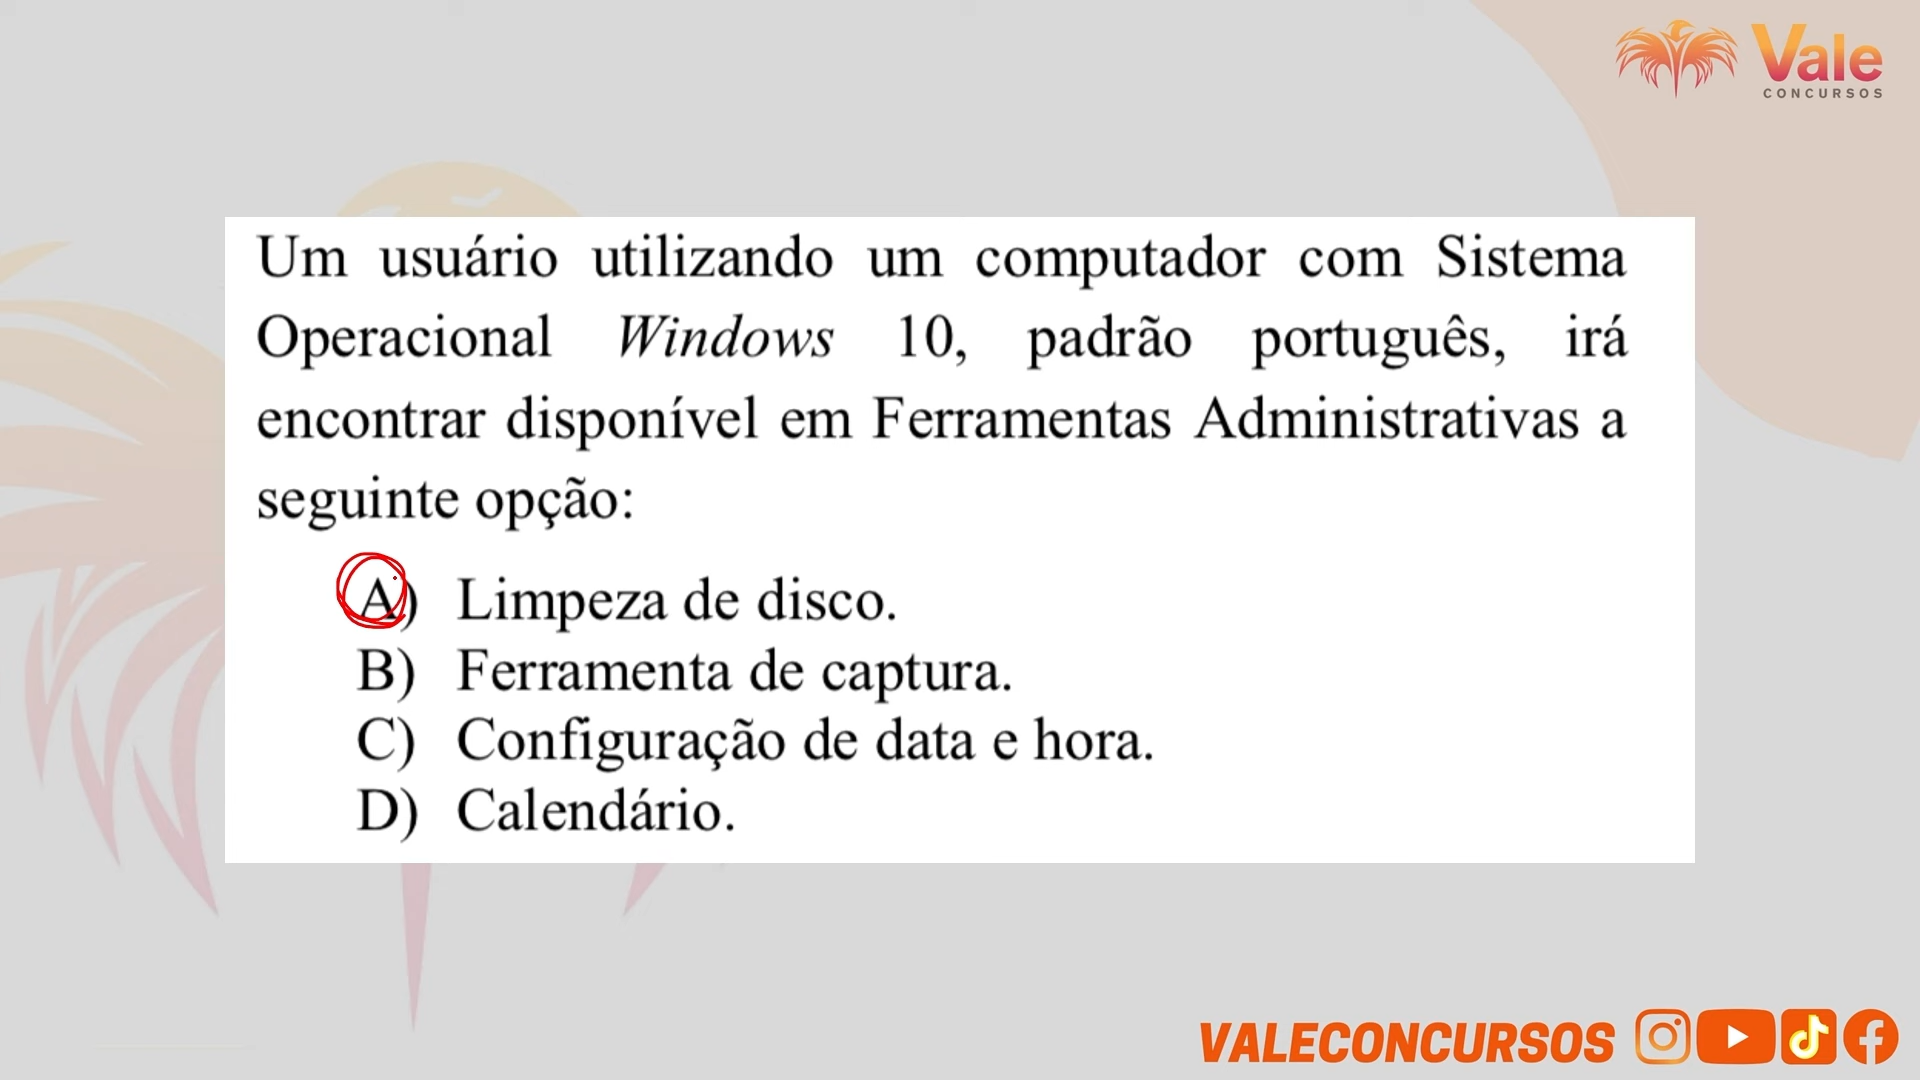 Vale
CONCURSOS
Um usuário utilizando um computador com Sistema
Operacional Windows 10, padrão português, irá
encontrar disponível em Ferramentas Administrativas a
seguinte opção:
A) Limpeza de disco.
B) Ferramenta de captura.
C) Configuração de data e hora.
D) Calendário.
VALECONCURSOS